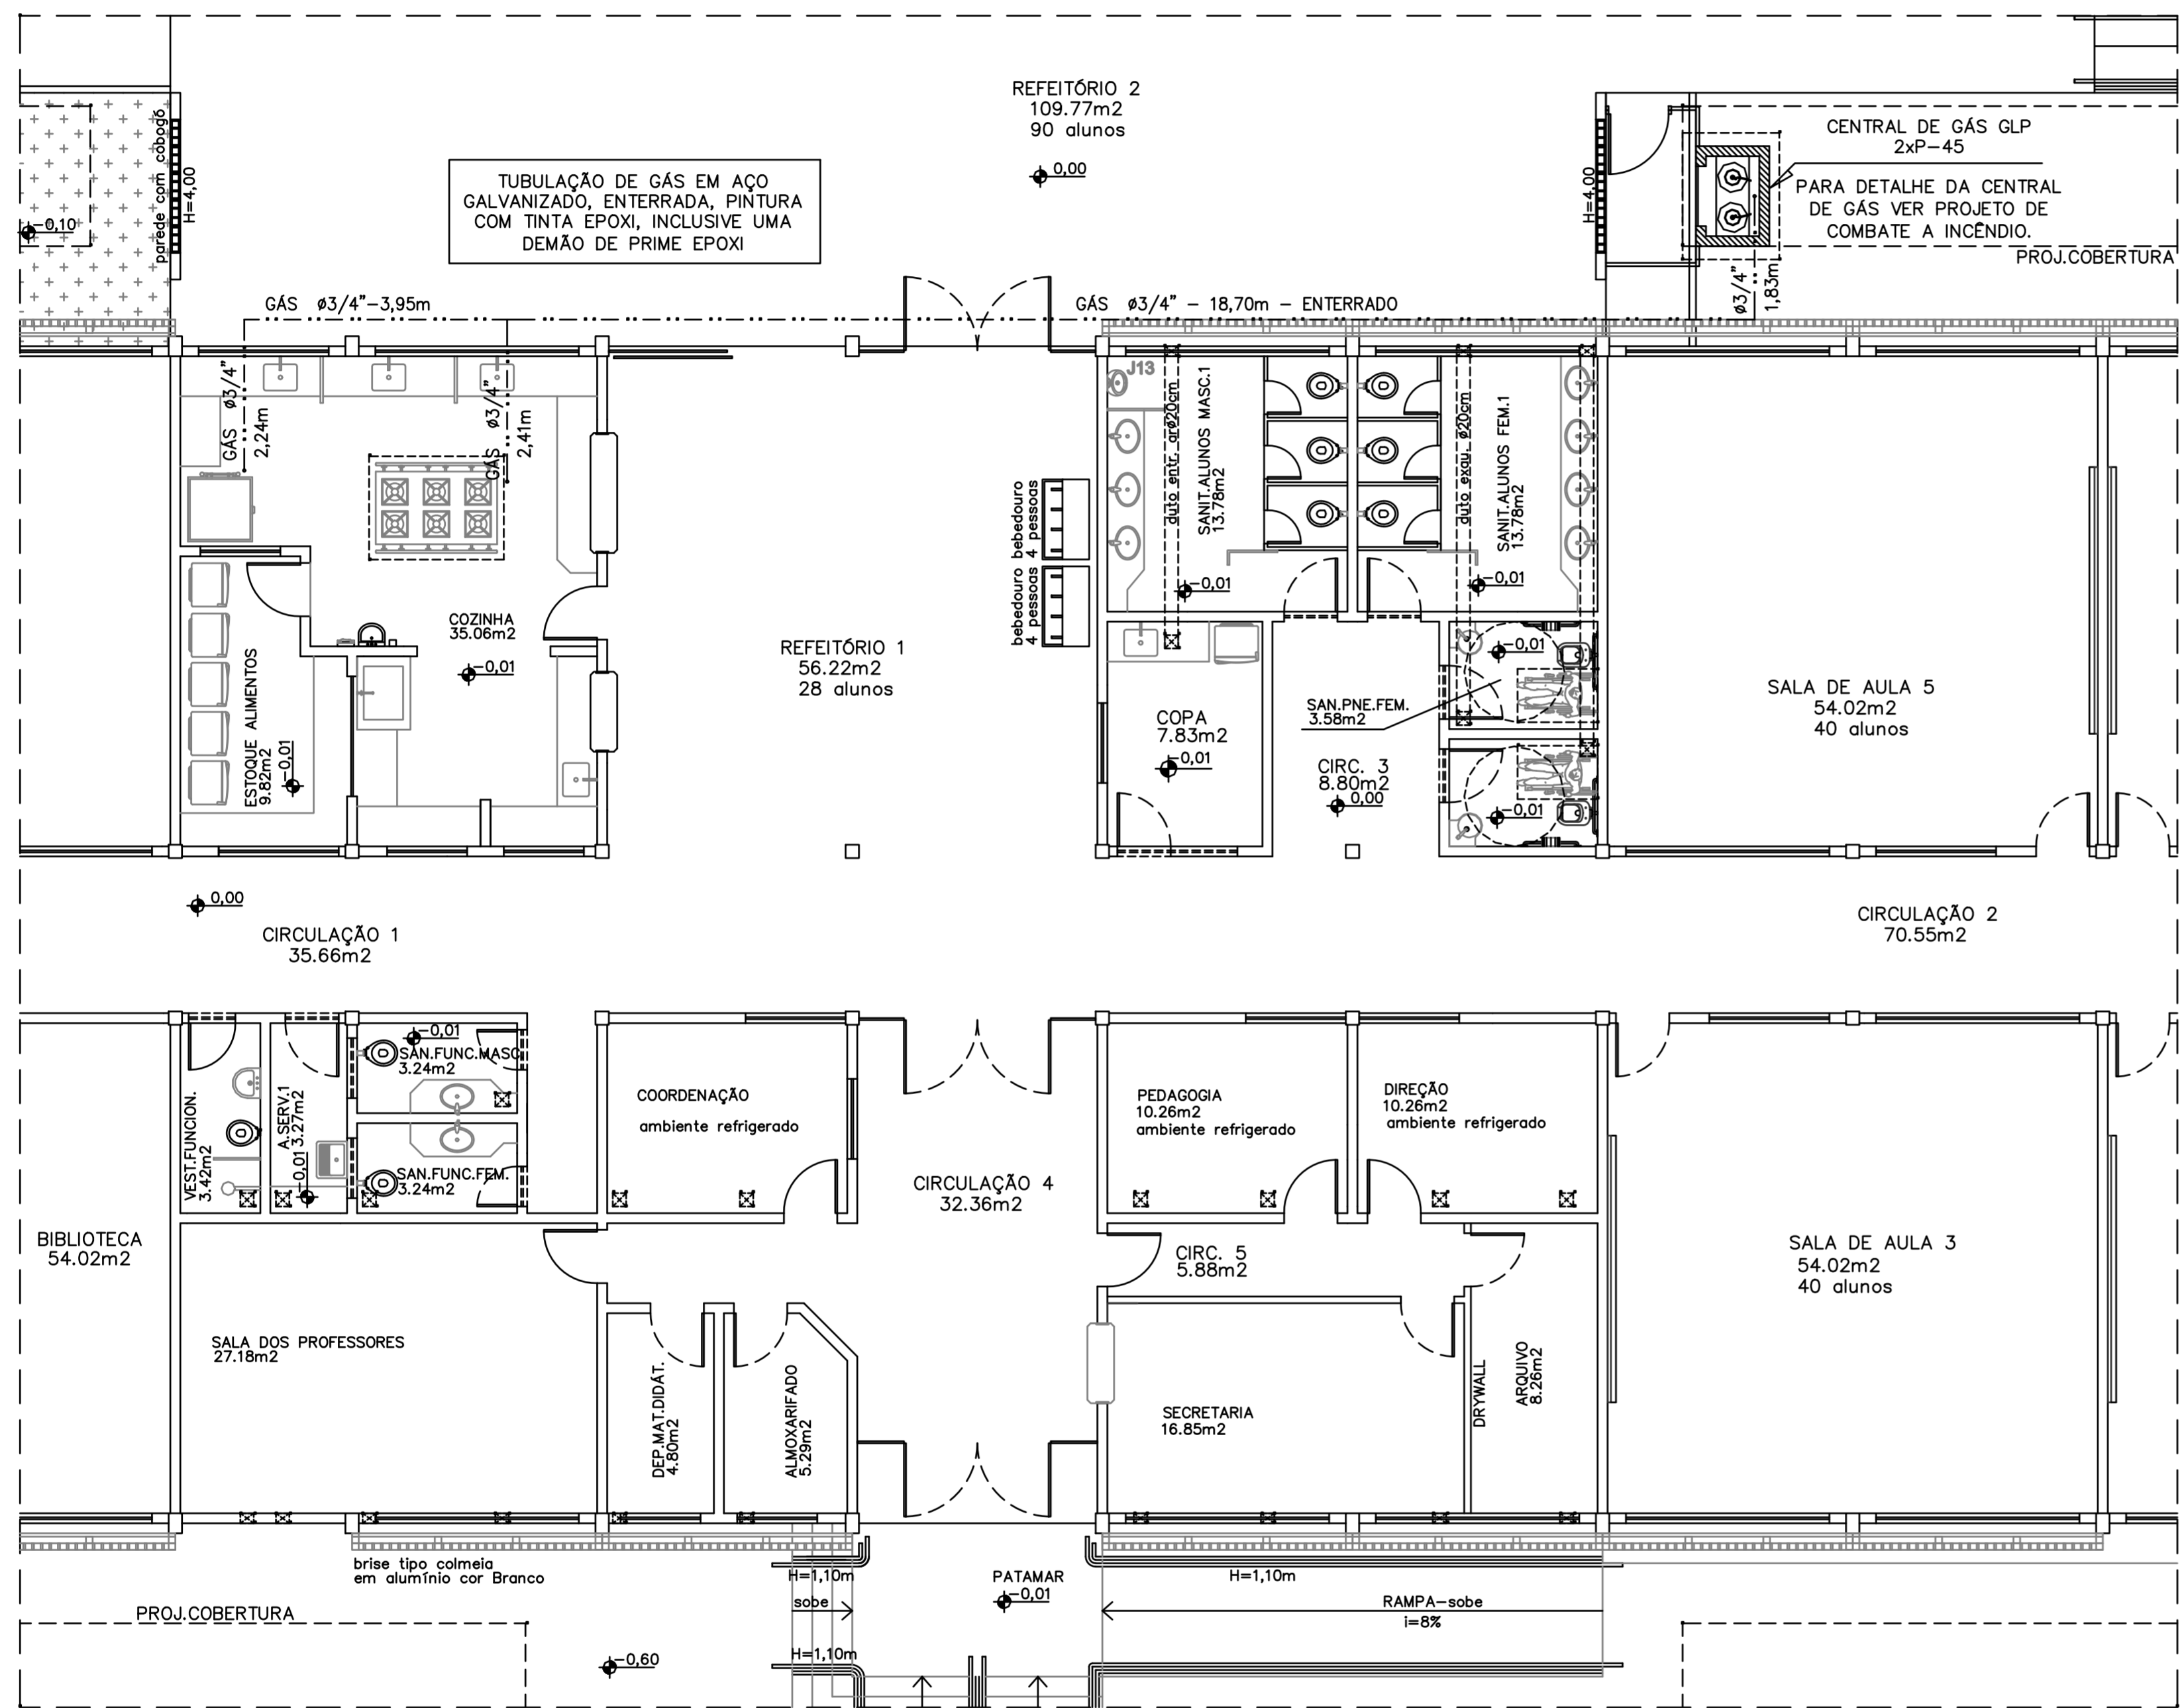 REFEITÓRIO 2
109.77m2
90 alunos
0,00
CENTRAL DE GÁS GLP
2xP-45
PARA DETALHE DA CENTRAL
DE GÁS VER PROJETO DE
COMBATE A INCÊNDIO.
PROJ.COBERTURA
parede com cobogó
H=4,00
-0,10
TUBULAÇÃO DE GÁS EM AÇO
GALVANIZADO, ENTERRADA, PINTURA
COM TINTA EPOXI, INCLUSIVE UMA
DEMÃO DE PRIME EPOXI
H=4,00
GÁS ø3/4"-3,95m
GÁS ø3/4" - 18,70m - ENTERRADO
ø3/4"
1,83m
GÁS ø3/4"
2,24m
GÁS ø3/4"
2,41m
J13
duto entr. ar ø20cm
SANIT.ALUNOS MASC.1
13.78m2
-0,01
duto exau. ø20cm
SANIT.ALUNOS FEM.1
13.78m2
-0,01
bebedouro
4 pessoas
bebedouro
4 pessoas
COZINHA
35.06m2
-0,01
ESTOQUE ALIMENTOS
9.82m2
-0,01
REFEITÓRIO 1
56.22m2
28 alunos
COPA
7.83m2
-0,01
SAN.PNE.FEM.
3.58m2
-0,01
CIRC. 3
8.80m2
0,00
-0,01
SALA DE AULA 5
54.02m2
40 alunos
0,00
CIRCULAÇÃO 1
35.66m2
CIRCULAÇÃO 2
70.55m2
VEST.FUNCION.
3.42m2
A.SERV.1
3.27m2
-0,01
-0,01
SAN.FUNC.MASC.
3.24m2
SAN.FUNC.FEM.
3.24m2
COORDENAÇÃO
ambiente refrigerado
CIRCULAÇÃO 4
32.36m2
PEDAGOGIA
10.26m2
ambiente refrigerado
DIREÇÃO
10.26m2
ambiente refrigerado
BIBLIOTECA
54.02m2
CIRC. 5
5.88m2
SALA DE AULA 3
54.02m2
40 alunos
SALA DOS PROFESSORES
27.18m2
DEP.MAT.DIDÁT.
4.80m2
ALMOXARIFADO
5.29m2
SECRETARIA
16.85m2
DRYWALL
ARQUIVO
8.26m2
brise tipo colmeia
em alumínio cor Branco
H=1,10m
PATAMAR
-0,01
H=1,10m
sobe
RAMPA-sobe
i=8%
PROJ.COBERTURA
H=1,10m
-0,60